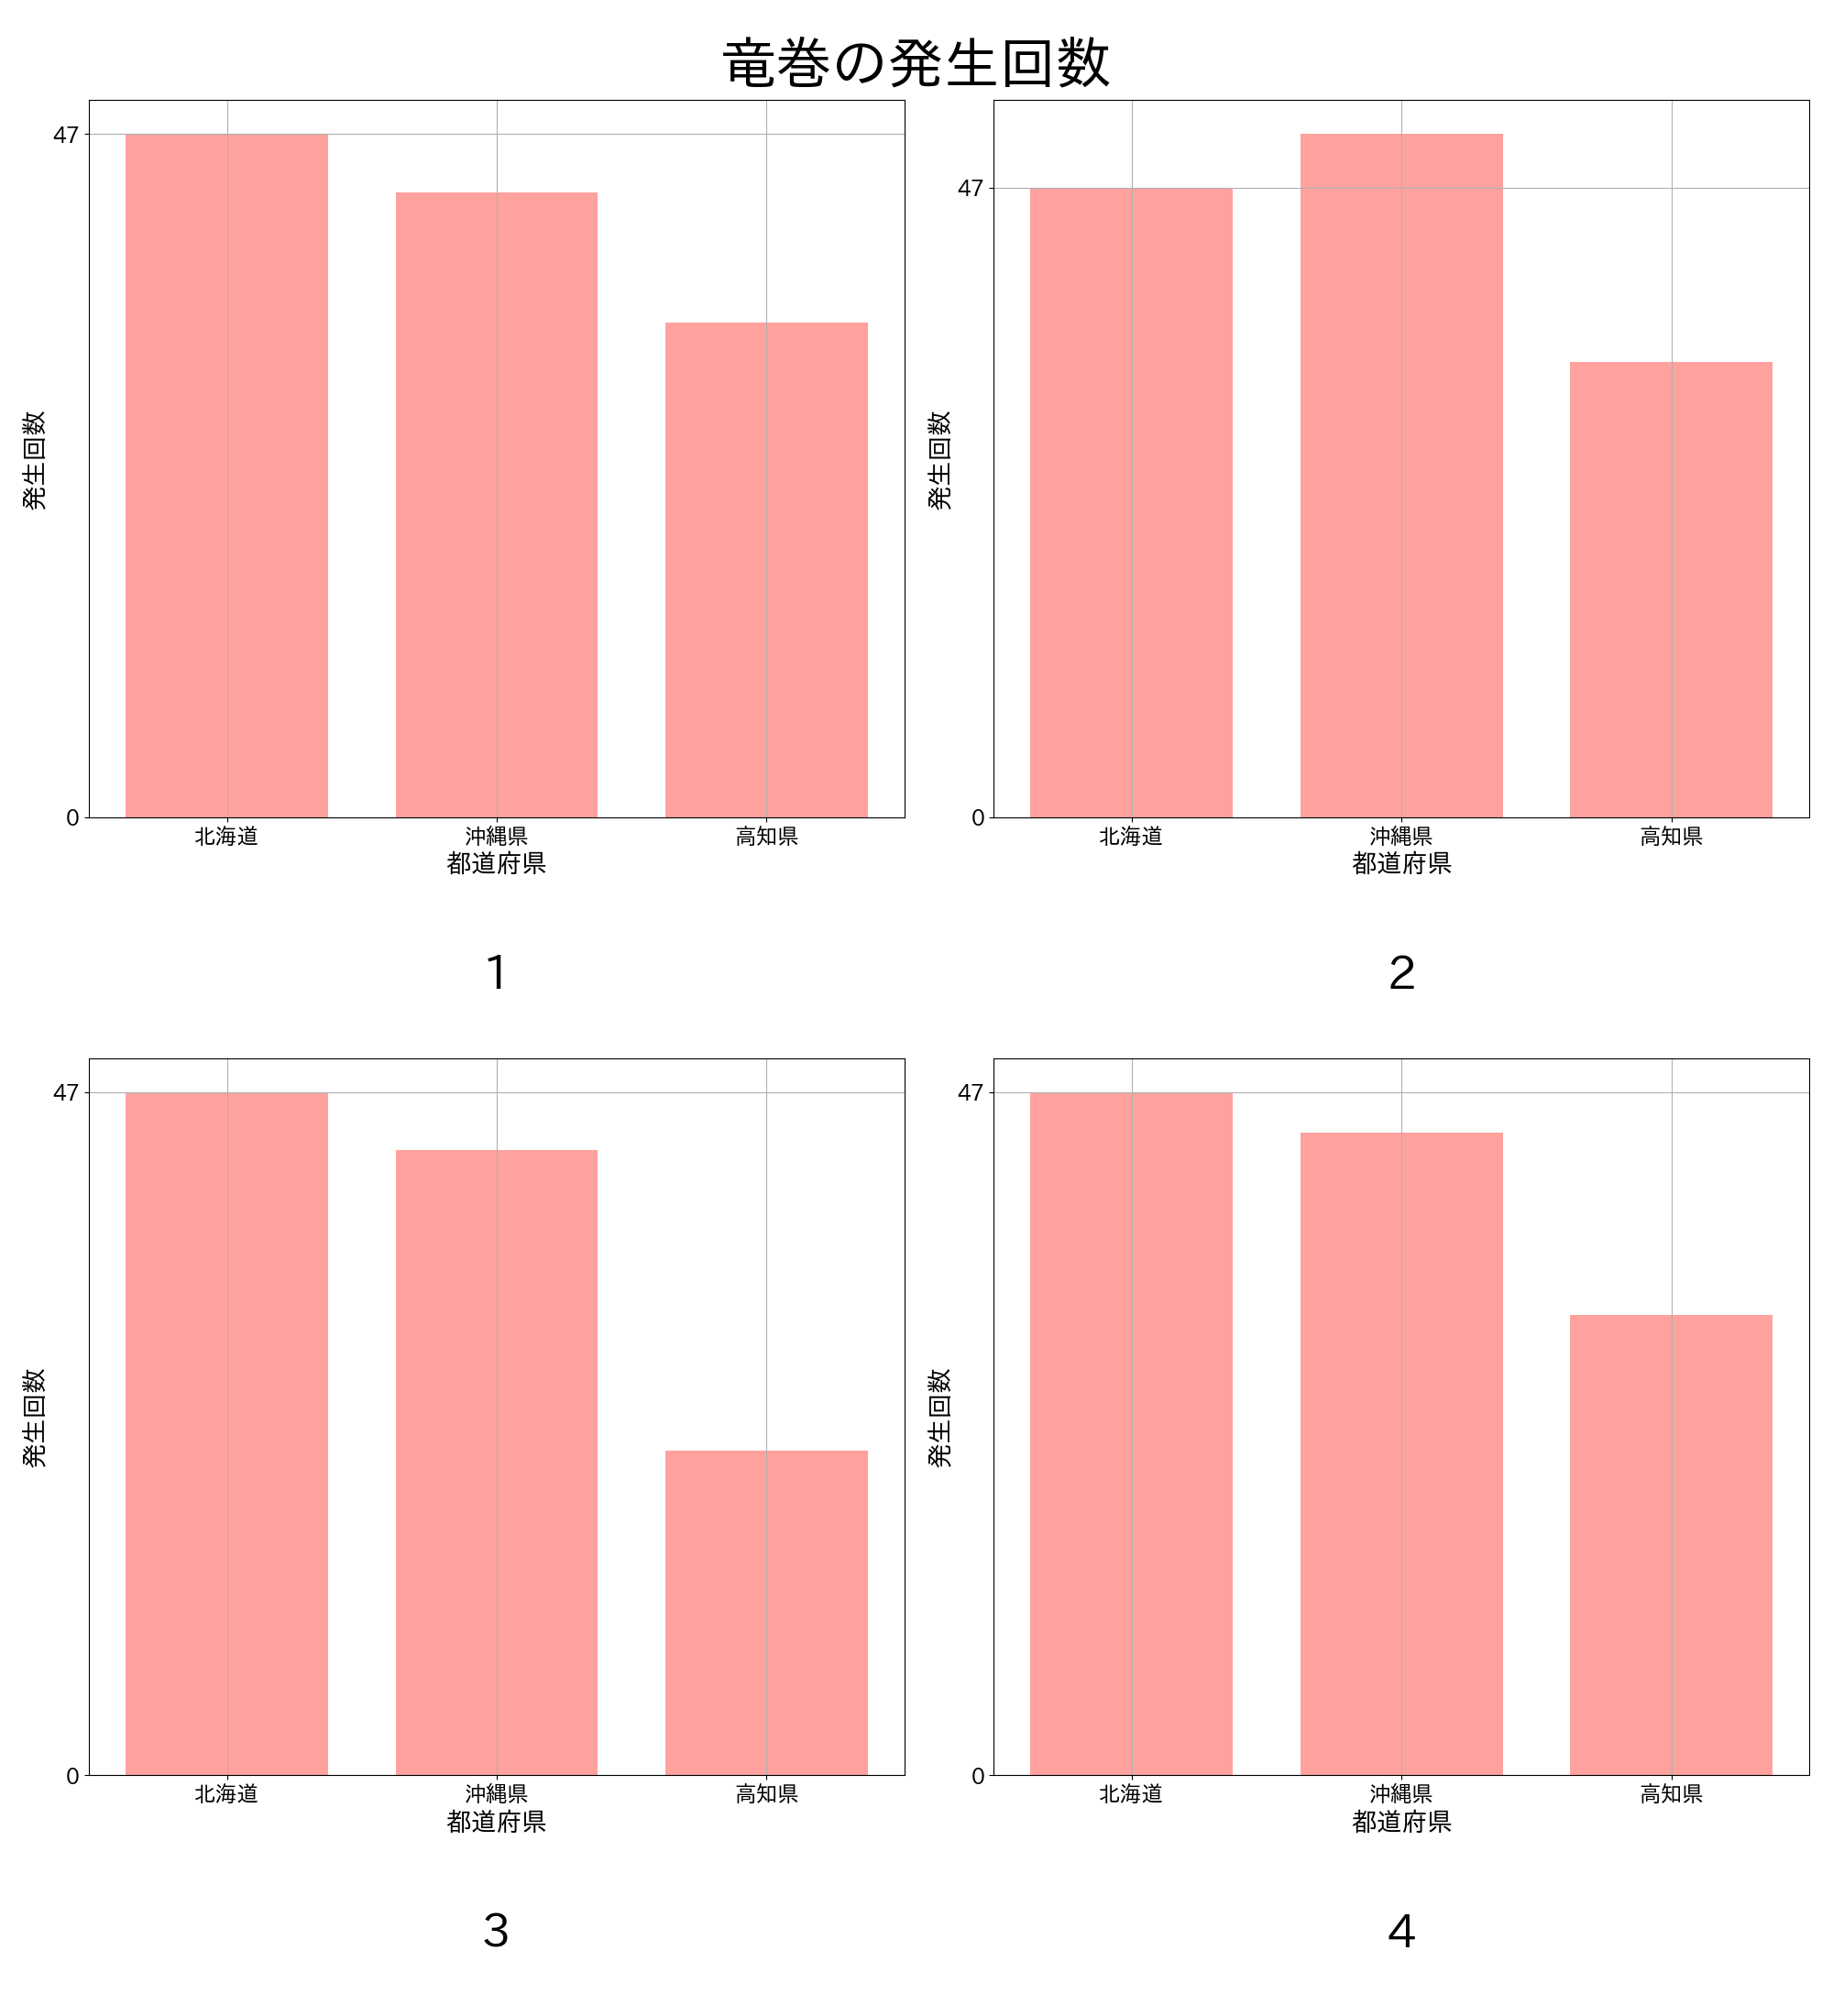 竜巻の発生回数
47
0
発生回数
北海道 沖縄県 高知県
都道府県
1
47
0
発生回数
北海道 沖縄県 高知県
都道府県
2
47
0
発生回数
北海道 沖縄県 高知県
都道府県
3
47
0
発生回数
北海道 沖縄県 高知県
都道府県
4